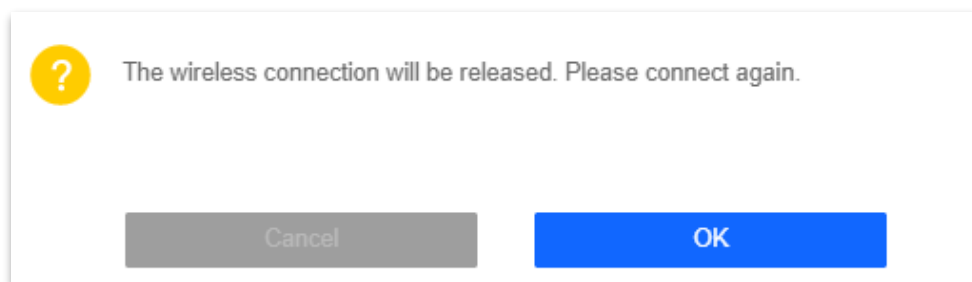 ?
The wireless connection will be released. Please connect again.
Cancel
OK